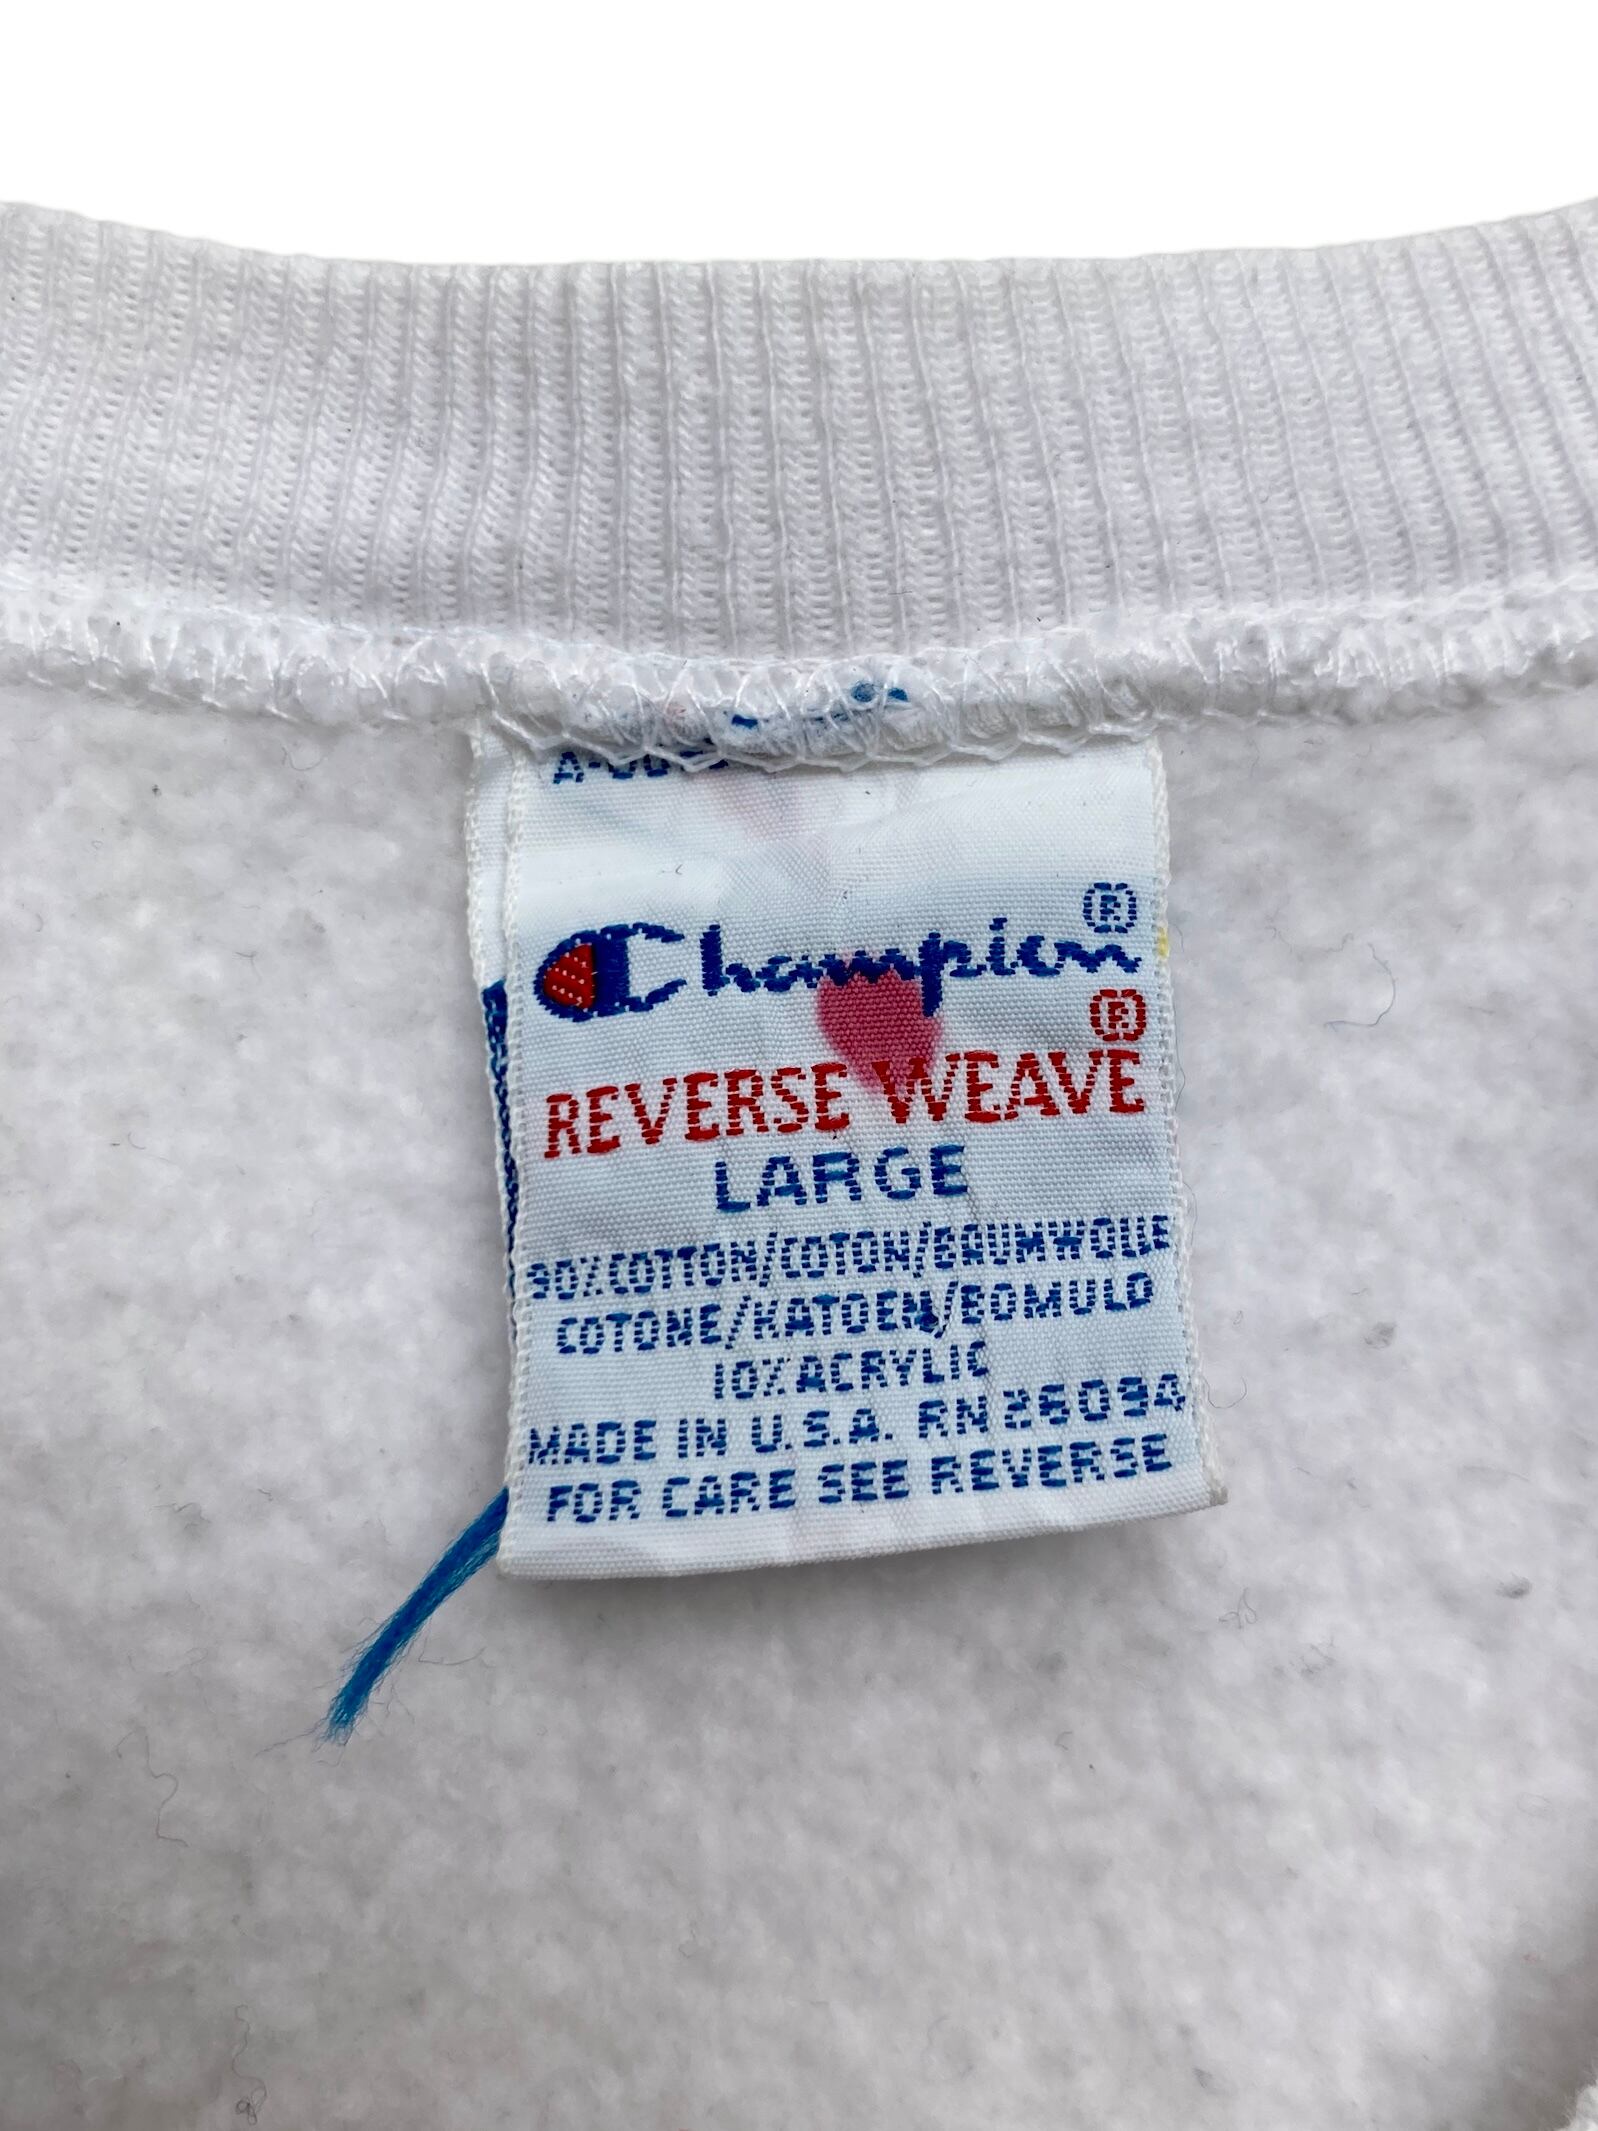 Champion®
REVERSE WEAVE®
LARGE
90% COTTON/COTON/BAUMWOLLE
COTONE/KATOEN/BOMULD
10% ACRYLIC
MADE IN U.S.A. RN 26094
FOR CARE SEE REVERSE